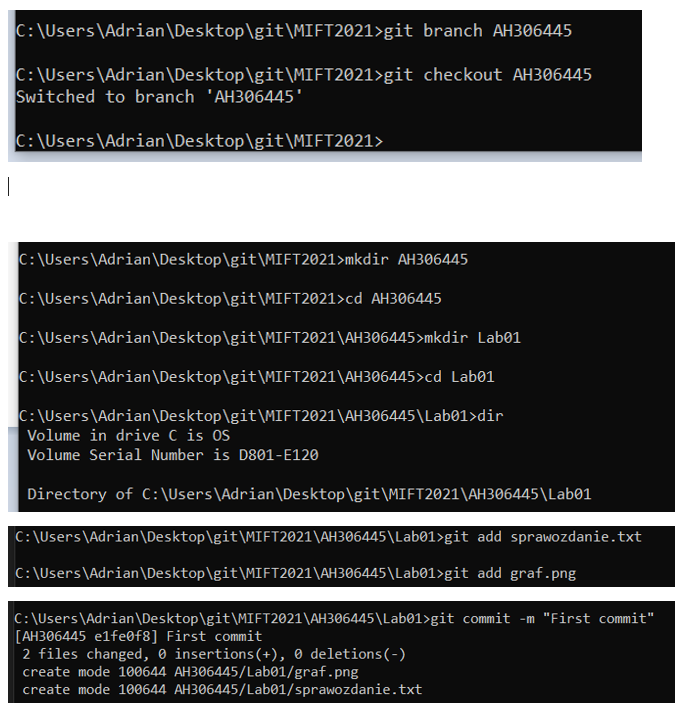 C:\Users\Adrian\Desktop\git\MIFT2021>git branch AH306445
C:\Users\Adrian\Desktop\git\MIFT2021>git checkout AH306445
Switched to branch 'AH306445'
C:\Users\Adrian\Desktop\git\MIFT2021>
C:\Users\Adrian\Desktop\git\MIFT2021>mkdir AH306445
C:\Users\Adrian\Desktop\git\MIFT2021>cd AH306445
C:\Users\Adrian\Desktop\git\MIFT2021\AH306445>mkdir Lab01
C:\Users\Adrian\Desktop\git\MIFT2021\AH306445>cd Lab01
C:\Users\Adrian\Desktop\git\MIFT2021\AH306445\Lab01>dir
Volume in drive C is OS
Volume Serial Number is D801-E120
Directory of C:\Users\Adrian\Desktop\git\MIFT2021\AH306445\Lab01
C:\Users\Adrian\Desktop\git\MIFT2021\AH306445\Lab01>git add sprawozdanie.txt
C:\Users\Adrian\Desktop\git\MIFT2021\AH306445\Lab01>git add graf.png
C:\Users\Adrian\Desktop\git\MIFT2021\AH306445\Lab01>git commit -m "First commit"
[AH306445 e1fe0f8] First commit
2 files changed, 0 insertions(+), 0 deletions(-)
create mode 100644 AH306445/Lab01/graf.png
create mode 100644 AH306445/Lab01/sprawozdanie.txt